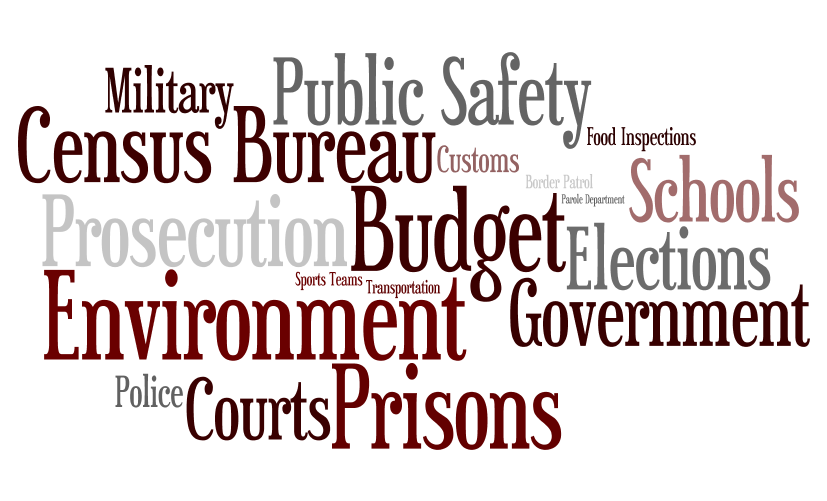 Military
Public Safety
Census Bureau
Food Inspections
Customs
Border Patrol
Parole Department
Schools
Prosecution
Budget
Elections
Sports Teams
Transportation
Environment
Government
Police
Courts
Prisons